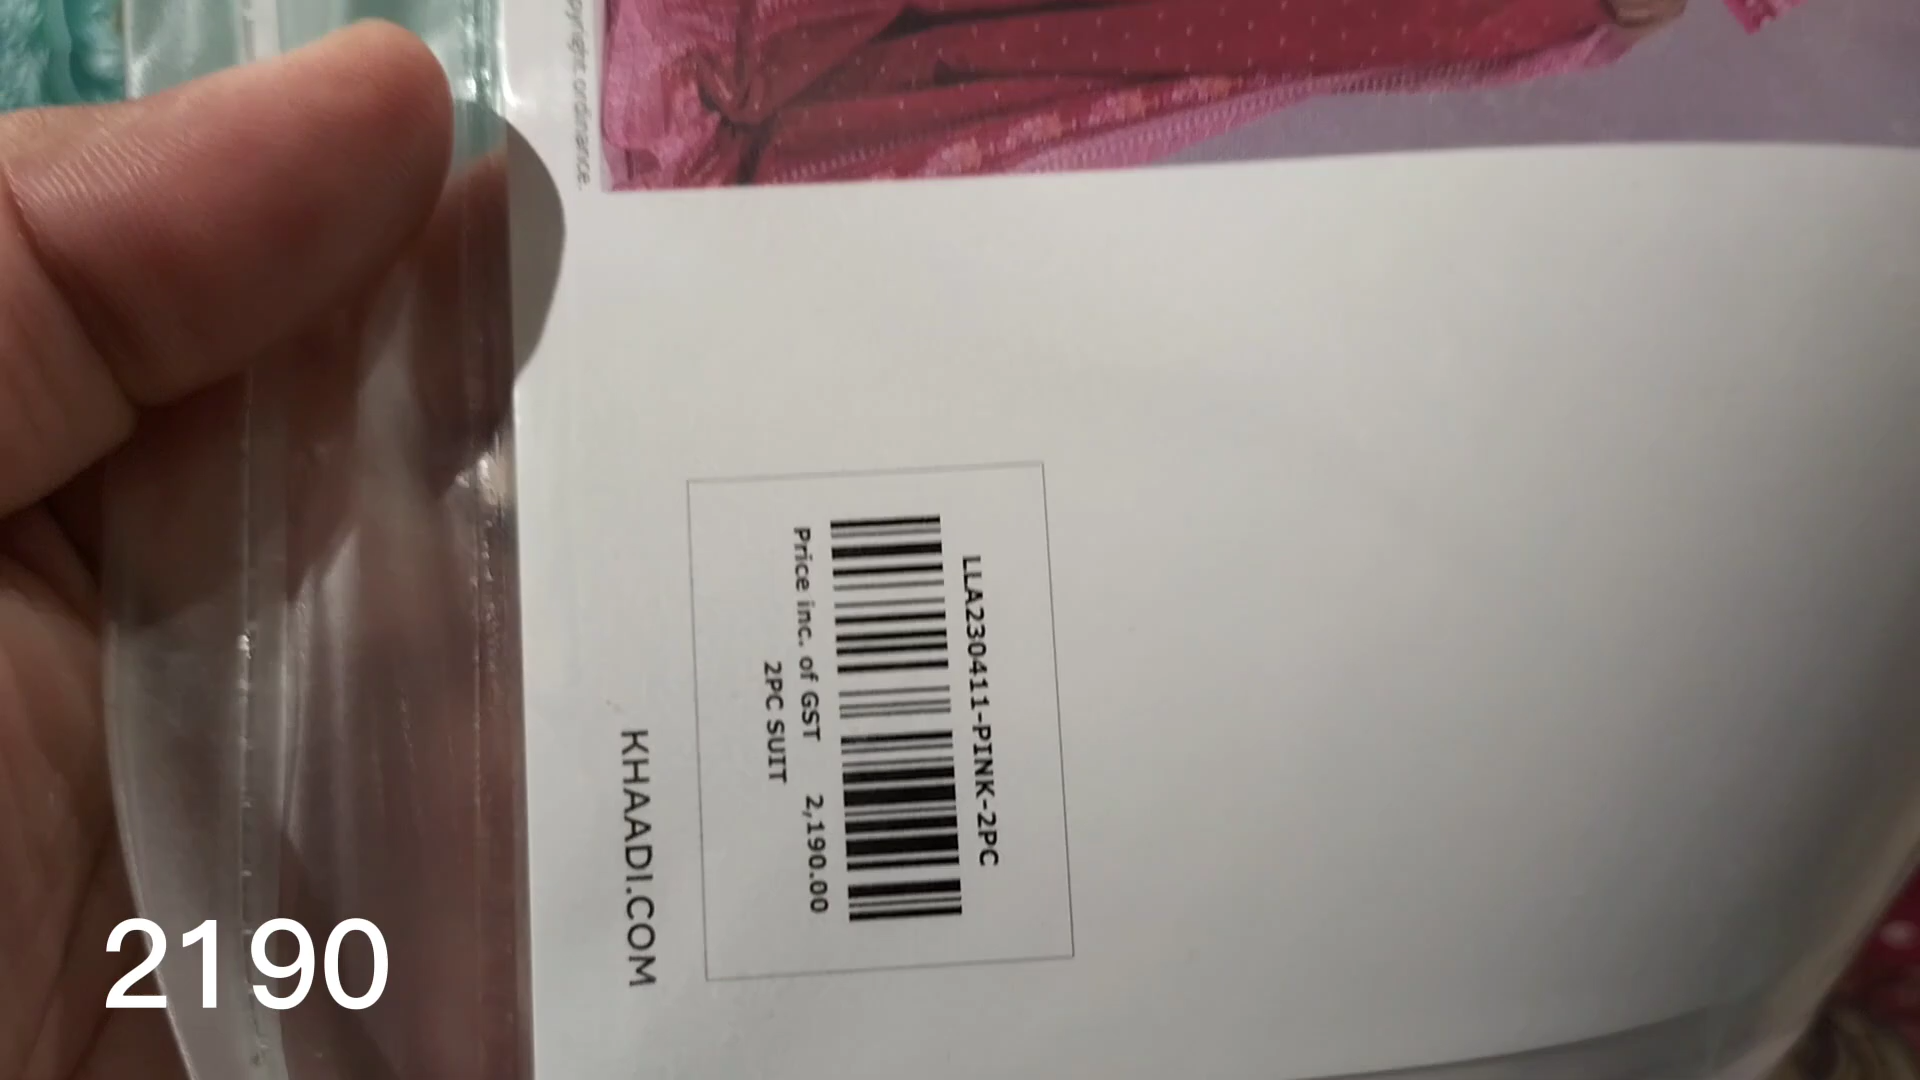 opyright ordinance.
LLA230411-PINK-2PC
Price inc. of GST 2,190.00
2PC SUIT
KHAADI.COM
2190